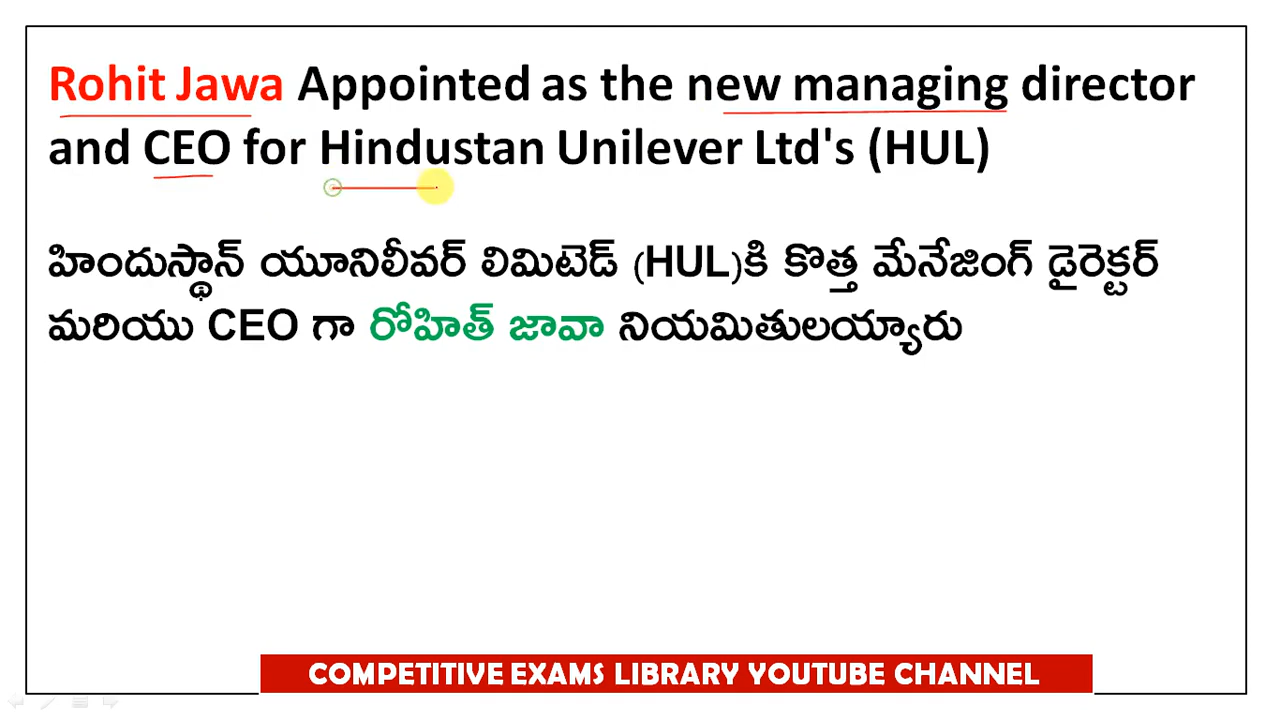 Rohit Jawa Appointed as the new managing director
and CEO for Hindustan Unilever Ltd's (HUL)
హిందుస్థాన్ యూనిలీవర్ లిమిటెడ్ (HUL)కి కొత్త మేనేజింగ్ డైరెక్టర్
మరియు CEO గా రోహిత్ జావా నియమితులయ్యారు
COMPETITIVE EXAMS LIBRARY YOUTUBE CHANNEL